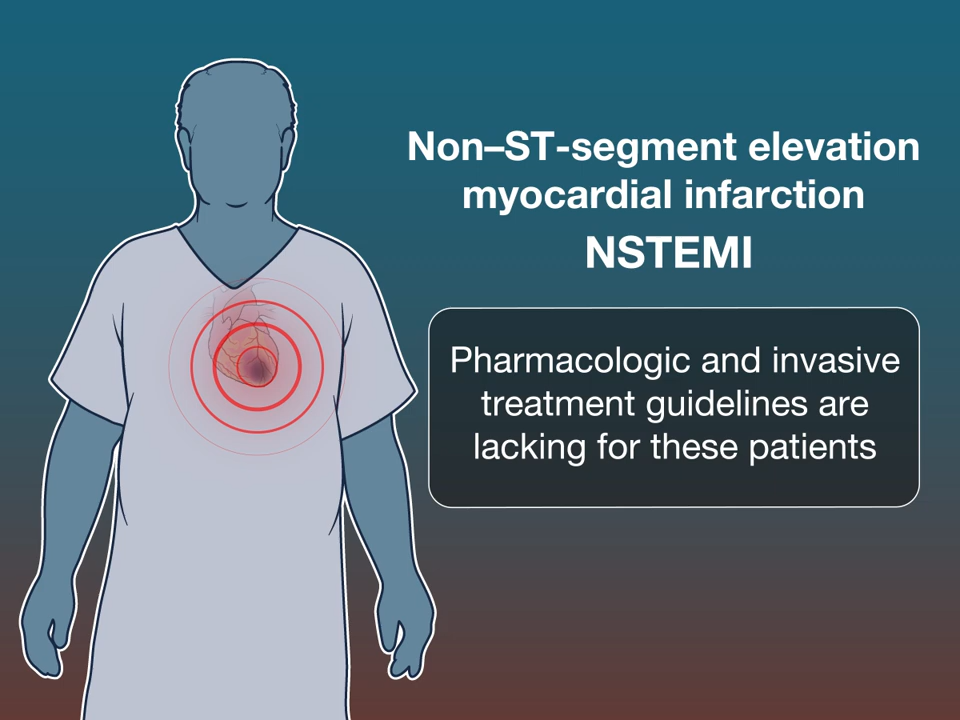 Non–ST-segment elevation
myocardial infarction
NSTEMI
Pharmacologic and invasive
treatment guidelines are
lacking for these patients